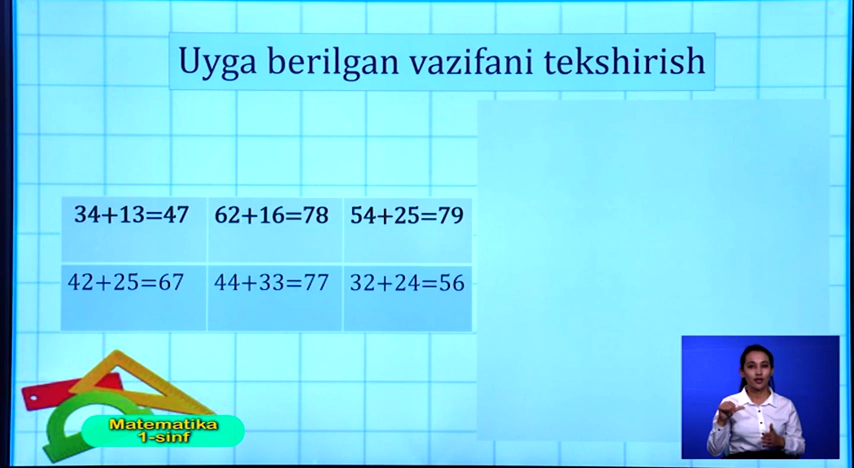 Uyga berilgan vazifani tekshirish
34+13=47 62+16=78 54+25=79
42+25=67 44+33=77 32+24=56
Matematika
1-sinf